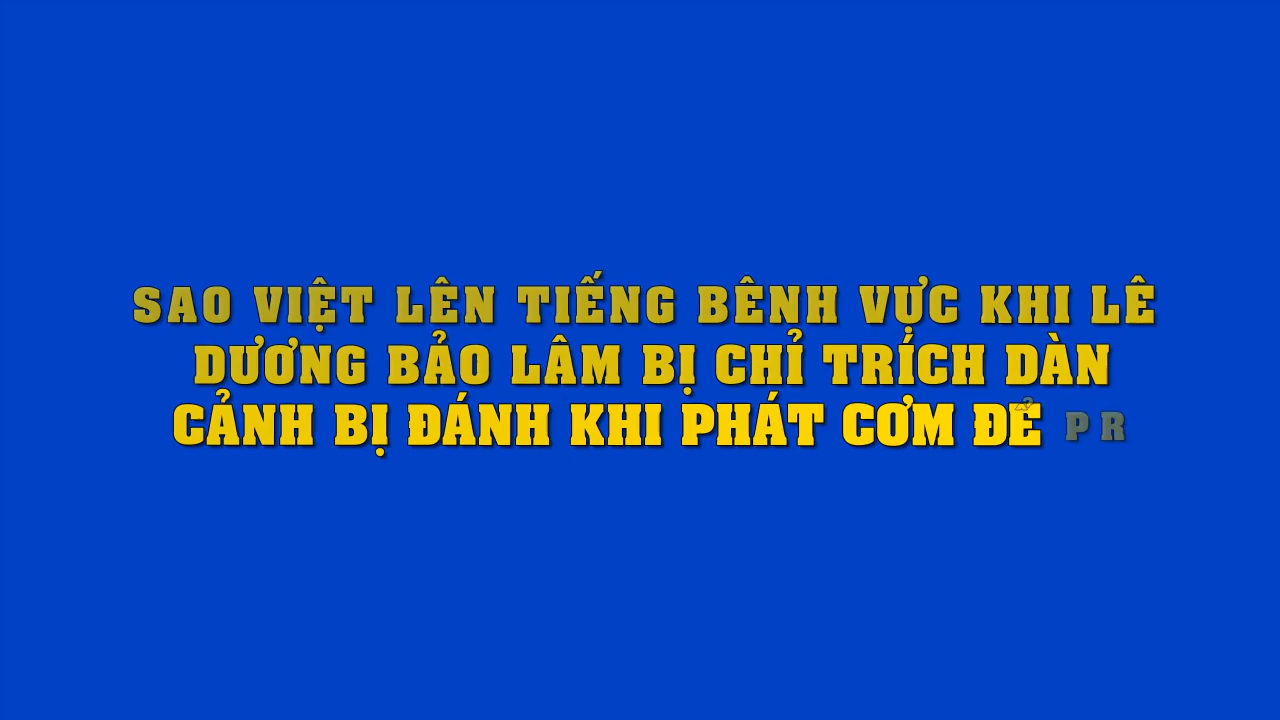 SAO VIỆT LÊN TIẾNG BÊNH VỰC KHI LÊ
DƯƠNG BẢO LÂM BỊ CHỈ TRÍCH DÀN
CẢNH BỊ ĐÁNH KHI PHÁT CƠM ĐỂ PR